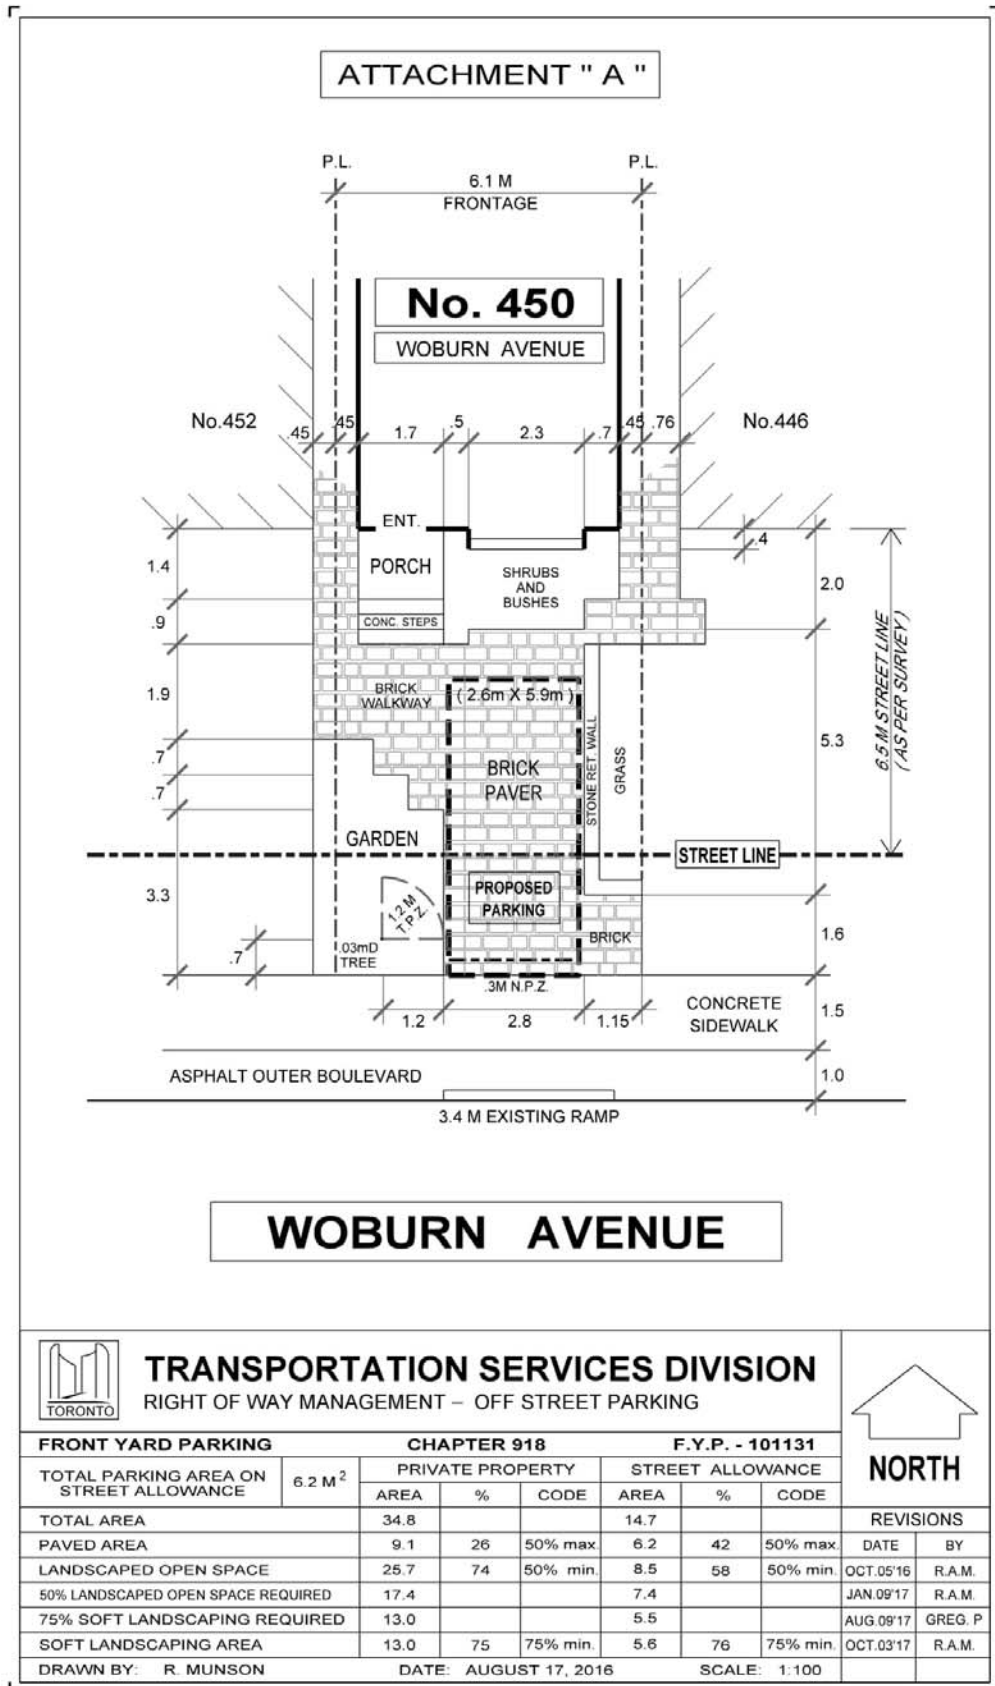 ATTACHMENT " A "
P.L.
P.L.
6.1 M
FRONTAGE
No. 450
WOBURN AVENUE
No.452
No.446
.45
.45
1.7
.5
2.3
.7
.45
.76
ENT.
PORCH
SHRUBS
AND
BUSHES
CONC. STEPS
.4
1.4
.9
1.9
.7
.7
3.3
.7
2.0
5.3
1.6
1.5
1.0
6.5 M STREET LINE
( AS PER SURVEY )
BRICK
WALKWAY
( 2.6m X 5.9m )
BRICK
PAVER
STONE RET. WALL
GRASS
GARDEN
STREET LINE
1.2 M
T.P.Z.
PROPOSED
PARKING
.03mD
TREE
BRICK
.3M N.P.Z.
1.2
2.8
1.15
CONCRETE
SIDEWALK
ASPHALT OUTER BOULEVARD
3.4 M EXISTING RAMP
WOBURN AVENUE
TORONTO
TRANSPORTATION SERVICES DIVISION
RIGHT OF WAY MANAGEMENT – OFF STREET PARKING
NORTH
FRONT YARD PARKING CHAPTER 918 F.Y.P. - 101131
TOTAL PARKING AREA ON
STREET ALLOWANCE
6.2 M²
PRIVATE PROPERTY STREET ALLOWANCE
AREA % CODE AREA % CODE
TOTAL AREA 34.8 14.7 REVISIONS
PAVED AREA 9.1 26 50% max. 6.2 42 50% max. DATE BY
LANDSCAPED OPEN SPACE 25.7 74 50% min. 8.5 58 50% min. OCT.05'16 R.A.M.
50% LANDSCAPED OPEN SPACE REQUIRED 17.4 7.4 JAN.09'17 R.A.M.
75% SOFT LANDSCAPING REQUIRED 13.0 5.5 AUG.09'17 GREG. P
SOFT LANDSCAPING AREA 13.0 75 75% min. 5.6 76 75% min. OCT.03'17 R.A.M.
DRAWN BY: R. MUNSON DATE: AUGUST 17, 2016 SCALE: 1:100